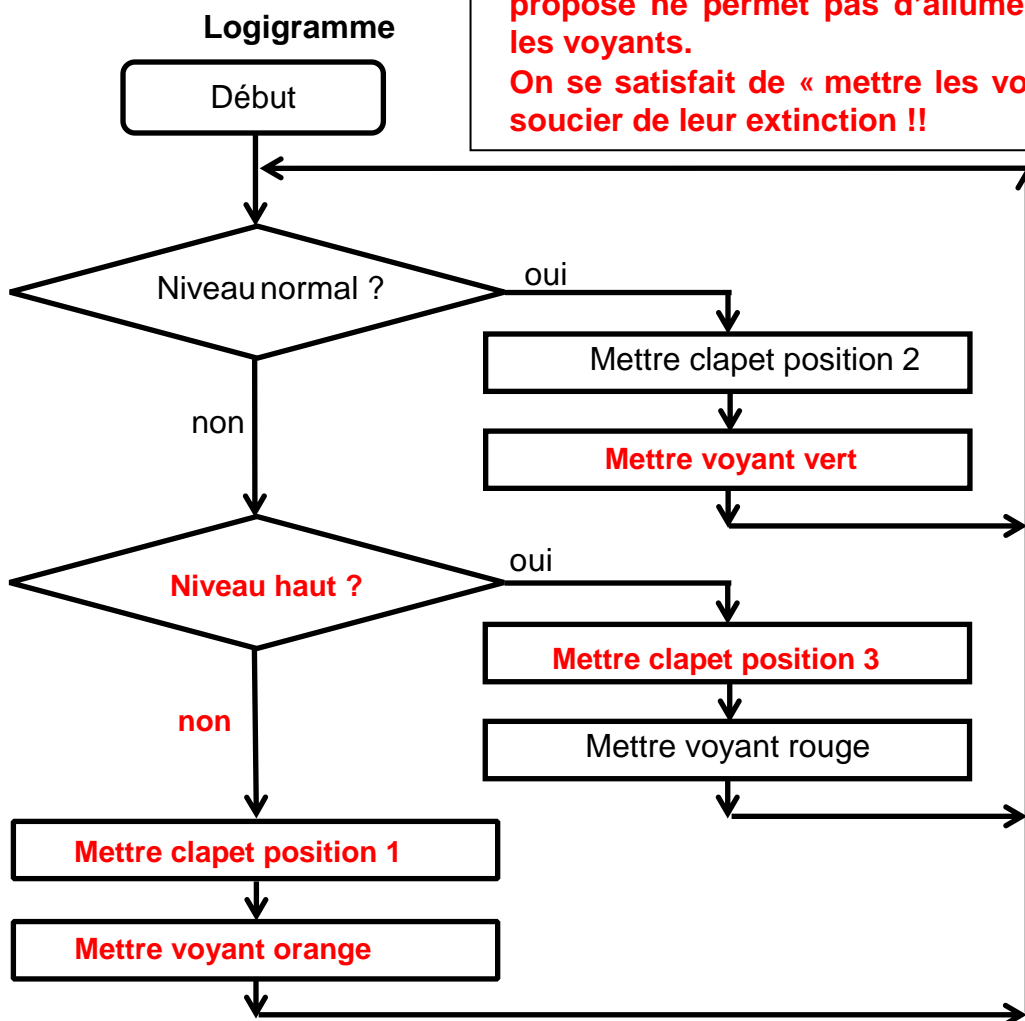 propose ne permet pas d'allume
les voyants.
On se satisfait de « mettre les vo
soucier de leur extinction !!
Logigramme
Début
Niveau normal ?
oui
Mettre clapet position 2
Mettre voyant vert
non
Niveau haut ?
oui
Mettre clapet position 3
Mettre voyant rouge
non
Mettre clapet position 1
Mettre voyant orange